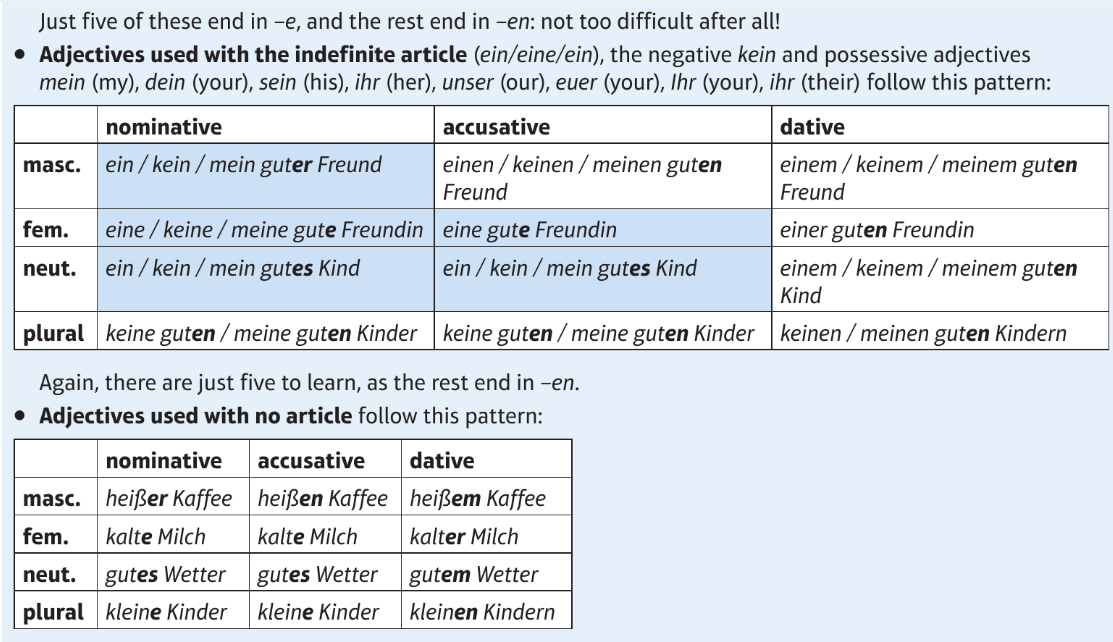 Just five of these end in –e, and the rest end in –en: not too difficult after all!
• Adjectives used with the indefinite article (ein/eine/ein), the negative kein and possessive adjectives
mein (my), dein (your), sein (his), ihr (her), unser (our), euer (your), Ihr (your), ihr (their) follow this pattern:
nominative accusative dative
masc. ein / kein / mein guter Freund einen / keinen / meinen guten Freund einem / keinem / meinem guten Freund
fem. eine / keine / meine gute Freundin eine gute Freundin einer guten Freundin
neut. ein / kein / mein gutes Kind ein / kein / mein gutes Kind einem / keinem / meinem guten Kind
plural keine guten / meine guten Kinder keine guten / meine guten Kinder keinen / meinen guten Kindern
Again, there are just five to learn, as the rest end in –en.
• Adjectives used with no article follow this pattern:
nominative accusative dative
masc. heißer Kaffee heißen Kaffee heißem Kaffee
fem. kalte Milch kalte Milch kalter Milch
neut. gutes Wetter gutes Wetter gutem Wetter
plural kleine Kinder kleine Kinder kleinen Kindern